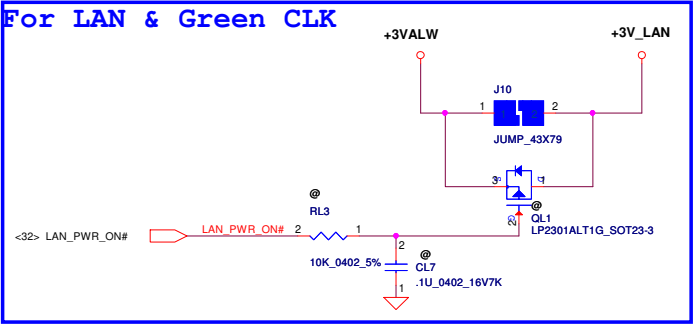 For LAN & Green CLK
+3VALW
+3V_LAN
J10
1 2
JUMP_43X79
3 S D 1
G 2
@
QL1
LP2301ALT1G_SOT23-3
@
RL3
<32> LAN_PWR_ON#
LAN_PWR_ON# 2 1
10K_0402_5%
2
@
CL7
.1U_0402_16V7K
1